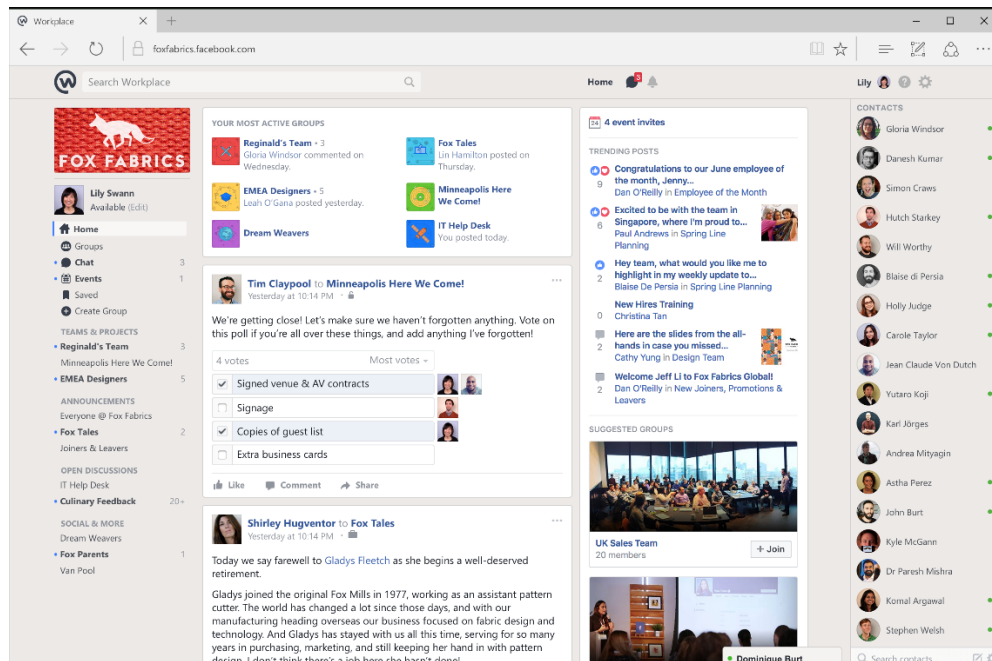 Workplace
foxfabrics.facebook.com
Search Workplace
Home
3
Lily
FOX FABRICS
Lily Swann
Available (Edit)
Home
Groups
Chat 3
Events 1
Saved
Create Group
TEAMS & PROJECTS
Reginald's Team 3
Minneapolis Here We Come!
EMEA Designers 5
ANNOUNCEMENTS
Everyone @ Fox Fabrics
Fox Tales 2
Joiners & Leavers
OPEN DISCUSSIONS
IT Help Desk
Culinary Feedback 20+
SOCIAL & MORE
Dream Weavers
Fox Parents 1
Van Pool
YOUR MOST ACTIVE GROUPS
Reginald's Team • 3
Gloria Windsor commented on
Wednesday.
Fox Tales
Lin Hamilton posted on
Thursday.
EMEA Designers • 5
Leah O'Gana posted yesterday.
Minneapolis Here
We Come!
Dream Weavers
IT Help Desk
You posted today.
Tim Claypool to Minneapolis Here We Come!
Yesterday at 10:14 PM ·
We're getting close! Let's make sure we haven't forgotten anything. Vote on
this poll if you're all over these things, and add anything I've forgotten!
4 votes Most votes
Signed venue & AV contracts
Signage
Copies of guest list
Extra business cards
Like Comment Share
Shirley Hugventor to Fox Tales
Yesterday at 10:14 PM ·
Today we say farewell to Gladys Fleetch as she begins a well-deserved
retirement.
Gladys joined the original Fox Mills in 1977, working as an assistant pattern
cutter. The world has changed a lot since those days, and with our
manufacturing heading overseas our business focused on fabric design and
technology. And Gladys has stayed with us all this time, serving for so many
years in purchasing, marketing, and still keeping her hand in with pattern
design. I don't think there's a job here she hasn't done!
24 4 event invites
TRENDING POSTS
Congratulations to our June employee of
the month, Jenny...
9 Dan O'Reilly in Employee of the Month
Excited to be with the team in
Singapore, where I'm proud to...
6 Paul Andrews in Spring Line
Planning
Hey team, what would you like me to
highlight in my weekly update to...
2 Blaise De Persia in Spring Line Planning
New Hires Training
0 Christina Tan
Here are the slides from the all-
hands in case you missed...
2 Cathy Yung in Design Team
Welcome Jeff Li to Fox Fabrics Global!
2 Dan O'Reilly in New Joiners, Promotions &
Leavers
SUGGESTED GROUPS
UK Sales Team
20 members
+ Join
Dominique Burt
CONTACTS
Gloria Windsor
Danesh Kumar
Simon Craws
Hutch Starkey
Will Worthy
Blaise di Persia
Holly Judge
Carole Taylor
Jean Claude Von Dutch
Yutaro Koji
Karl Jörges
Andrea Mityagin
Astha Perez
John Burt
Kyle McGann
Dr Paresh Mishra
Komal Argawal
Stephen Welsh
Search contacts